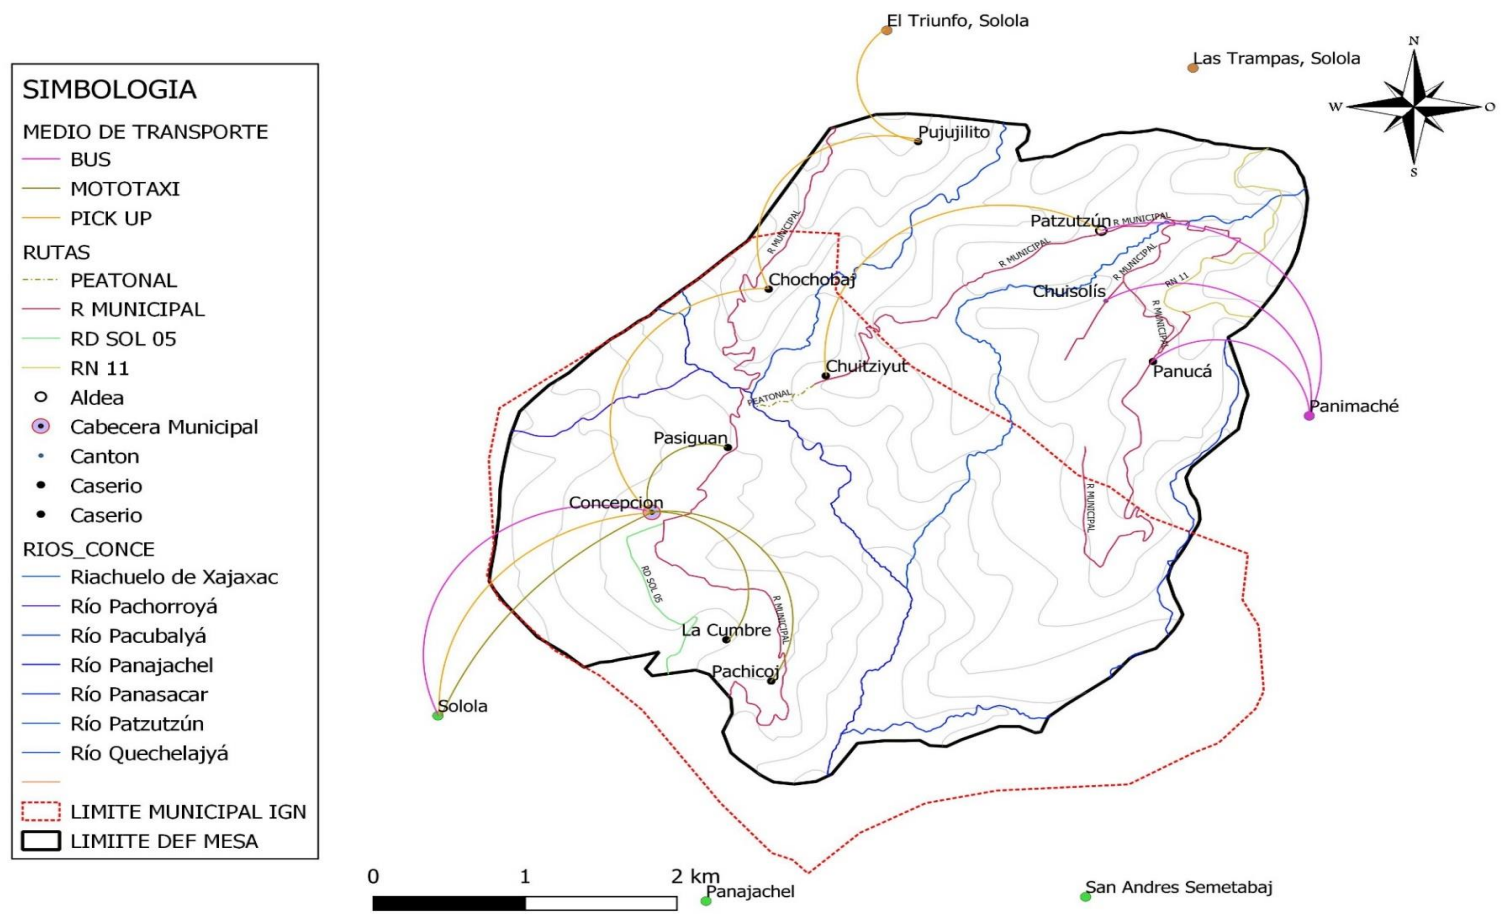 SIMBOLOGIA
MEDIO DE TRANSPORTE
BUS
MOTOTAXI
PICK UP
RUTAS
PEATONAL
R MUNICIPAL
RD SOL 05
RN 11
Aldea
Cabecera Municipal
Canton
Caserio
Caserio
RIOS_CONCE
Riachuelo de Xajaxac
Río Pachorroyá
Río Pacubalyá
Río Panajachel
Río Panasacar
Río Patzutzún
Río Quechelajyá
LIMITE MUNICIPAL IGN
LIMIITE DEF MESA
El Triunfo, Solola
Las Trampas, Solola
N
W
O
S
Pujujilito
R MUNICIPAL
Patzutzún
R MUNICIPAL
R MUNICIPAL
R MUNICIPAL
Chochobaj
Chuisolís
RN 11
R MUNICIPAL
Chuitziyut
Panucá
PEATONAL
Panimaché
Pasiguan
Concepcion
R MUNICIPAL
RD SOL 05
R MUNICIPAL
La Cumbre
Pachicoj
Solola
0
1
2 km
Panajachel
San Andres Semetabaj